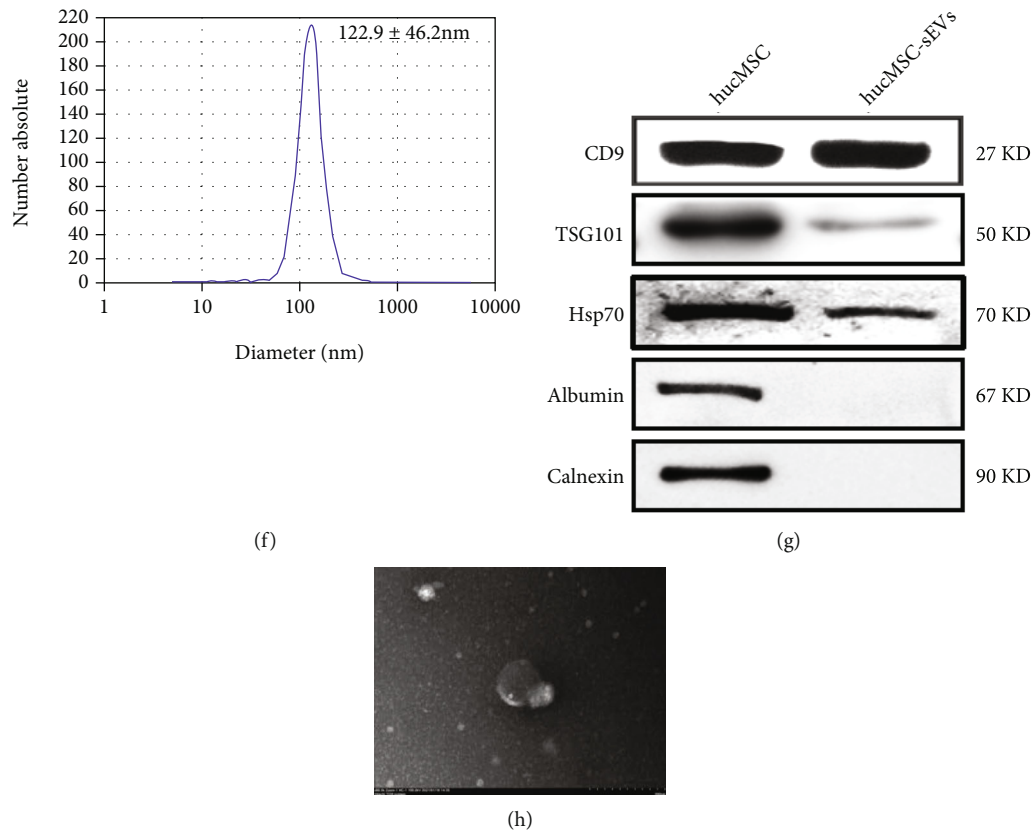 220
200
180
160
140
120
100
80
60
40
20
0
Number absolute
122.9 ± 46.2nm
1 10 100 1000 10000
Diameter (nm)
(f)
hucMSC hucMSC-sEVs
CD9 27 KD
TSG101 50 KD
Hsp70 70 KD
Albumin 67 KD
Calnexin 90 KD
(g)
(h)